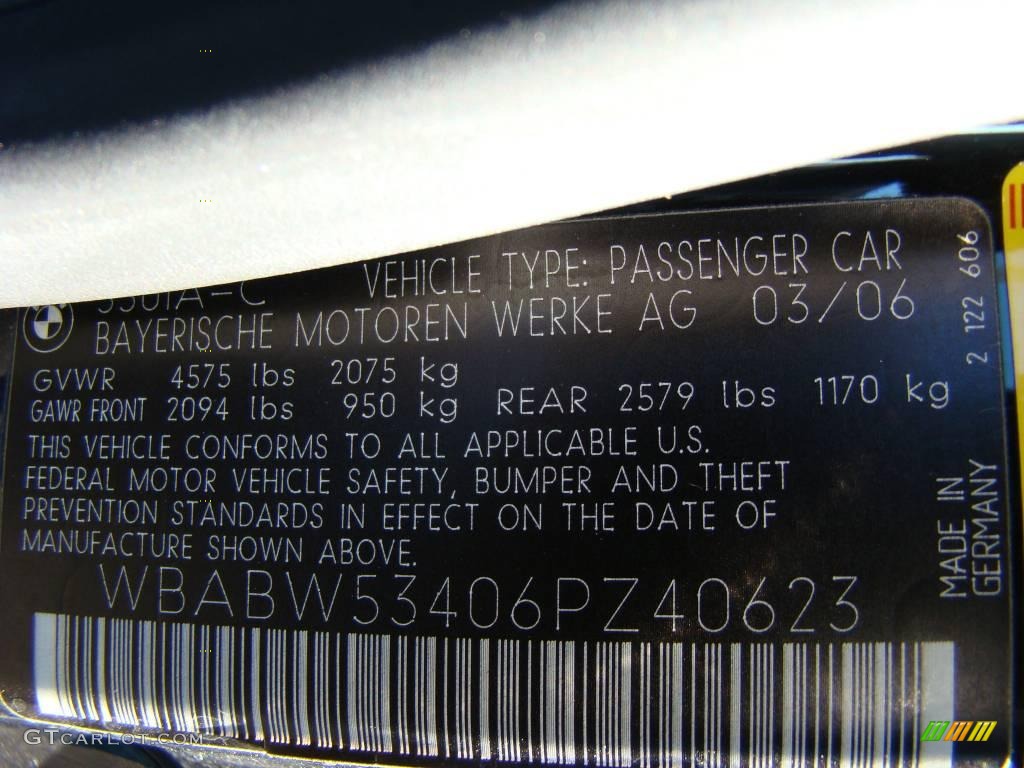 VEHICLE TYPE: PASSENGER CAR
BAYERISCHE MOTOREN WERKE AG 03/06
GVWR 4575 lbs 2075 kg
GAWR FRONT 2094 lbs 950 kg REAR 2579 lbs 1170 kg
THIS VEHICLE CONFORMS TO ALL APPLICABLE U.S.
FEDERAL MOTOR VEHICLE SAFETY, BUMPER AND THEFT
PREVENTION STANDARDS IN EFFECT ON THE DATE OF
MANUFACTURE SHOWN ABOVE.
WBABW53406PZ40623
2 122 606
MADE IN
GERMANY
GTCARLOT.COM